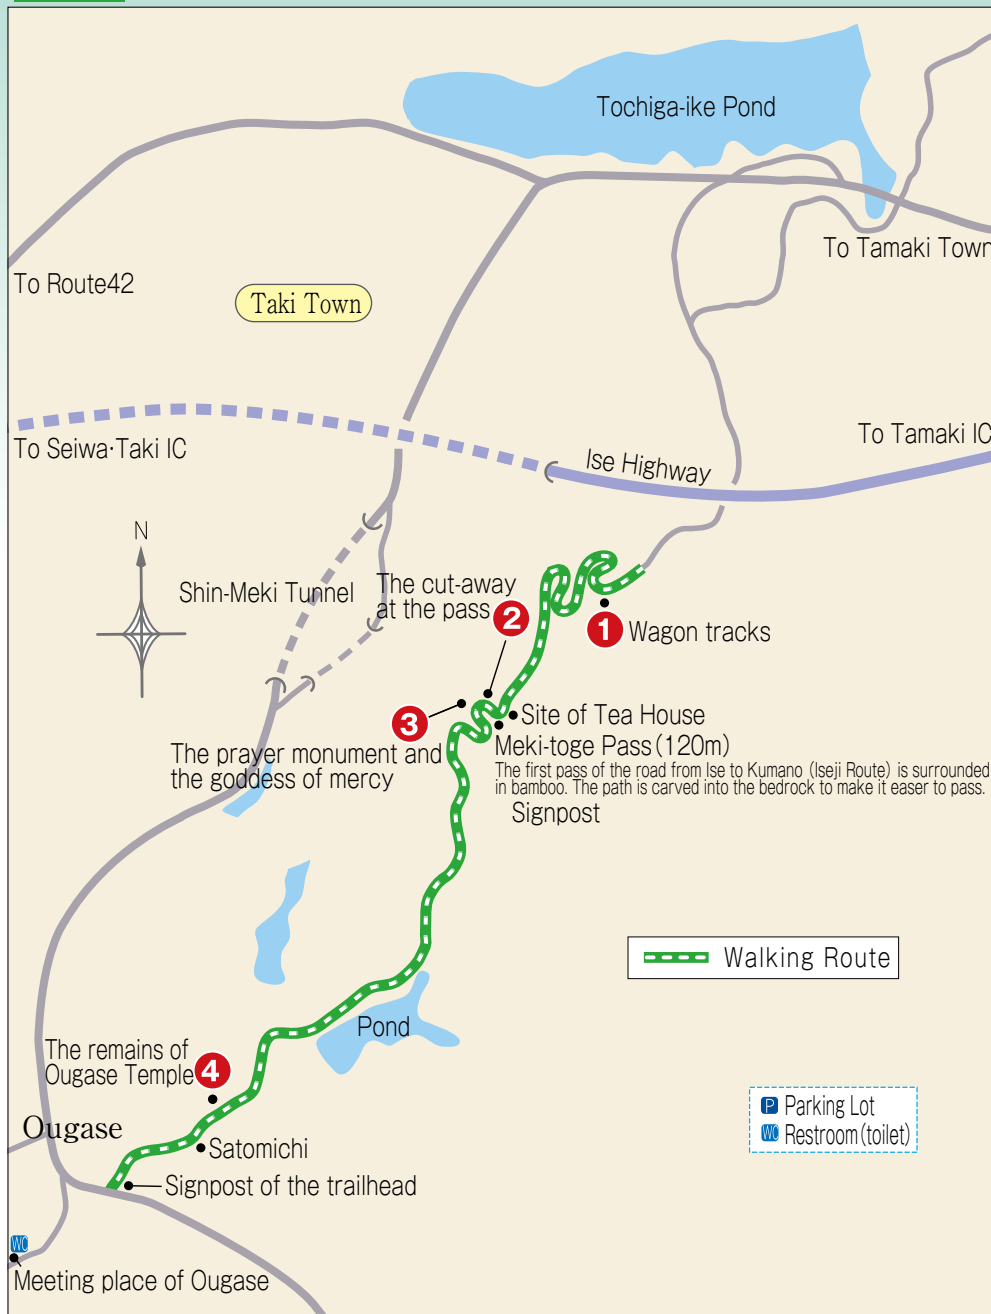 Tochiga-ike Pond
To Tamaki Town
To Route42
Taki Town
To Seiwa·Taki IC
To Tamaki IC
Ise Highway
N
Shin-Meki Tunnel
The cut-away
at the pass
2
1
Wagon tracks
3
Site of Tea House
The prayer monument and
the goddess of mercy
Meki-toge Pass (120m)
The first pass of the road from Ise to Kumano (Iseji Route) is surrounded
in bamboo. The path is carved into the bedrock to make it easer to pass.
Signpost
Walking Route
Pond
The remains of
Ougase Temple
4
Ougase
Satomichi
Signpost of the trailhead
P Parking Lot
WC Restroom (toilet)
WC
Meeting place of Ougase